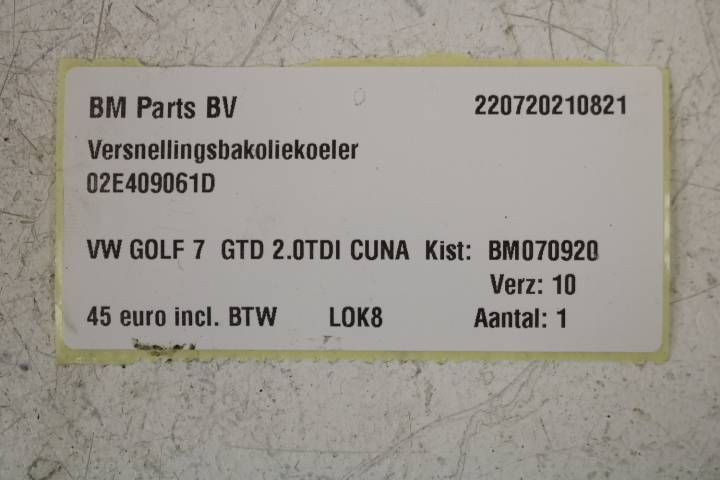 BM Parts BV 220720210821
Versnellingsbakoliekoeler
02E409061D
VW GOLF 7 GTD 2.0TDI CUNA Kist: BM070920
Verz: 10
45 euro incl. BTW LOK8 Aantal: 1